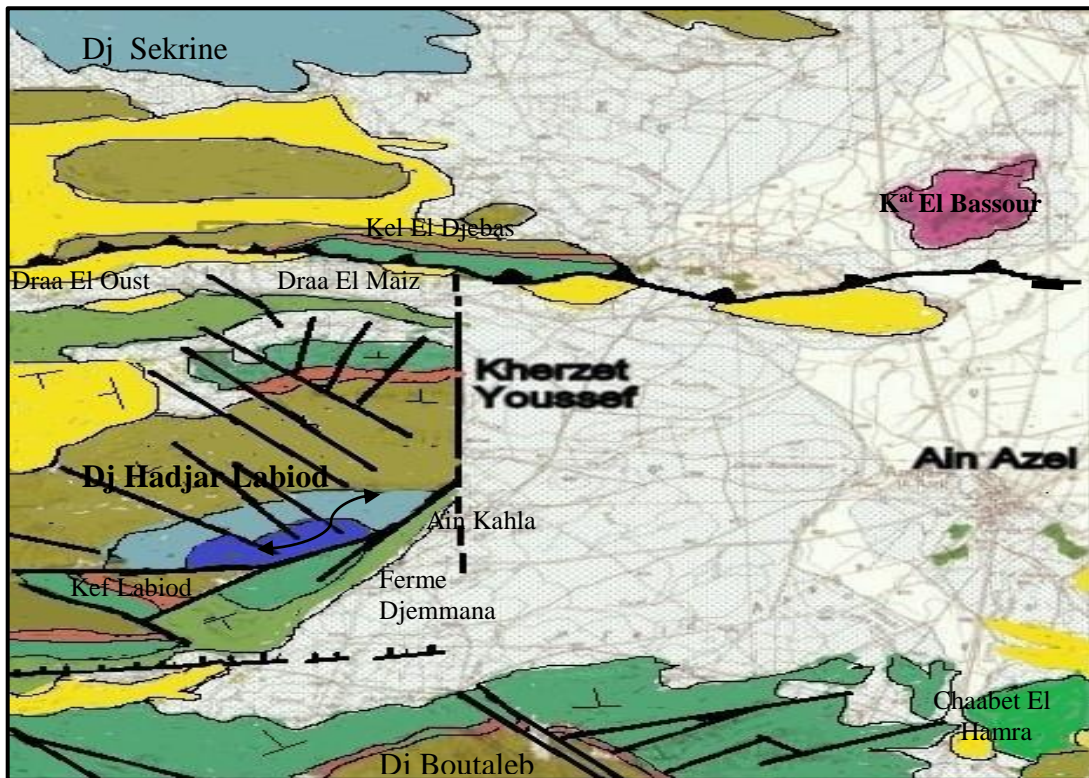 Dj Sekrine
Kat El Bassour
Kel El Djebas
Draa El Oust
Draa El Maiz
Kherzet
Youssef
Ain Azel
Dj Hadjar Labiod
Ain Kahla
Kef Labiod
Ferme
Djemmana
Chaabet El
Hamra
Dj Boutaleb